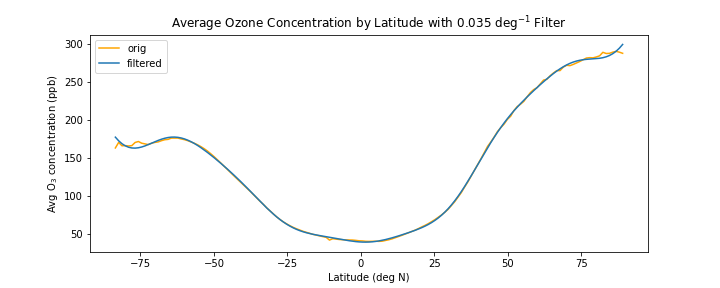 Average Ozone Concentration by Latitude with 0.035 deg⁻¹ Filter
orig
filtered
300
250
200
150
100
50
Avg O₃ concentration (ppb)
−75
−50
−25
0
25
50
75
Latitude (deg N)